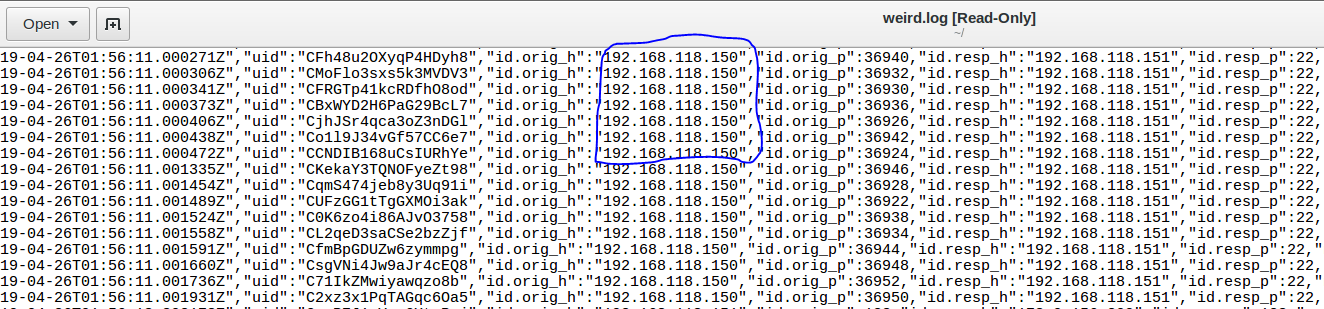 Open
weird.log [Read-Only]
~/
19-04-26T01:56:11.000271Z","uid":"CFh48u2OXyqP4HDyh8","id.orig_h":"192.168.118.150","id.orig_p":36940,"id.resp_h":"192.168.118.151","id.resp_p":22,
19-04-26T01:56:11.000306Z","uid":"CMoFlo3sxs5k3MVDV3","id.orig_h":"192.168.118.150","id.orig_p":36932,"id.resp_h":"192.168.118.151","id.resp_p":22,
19-04-26T01:56:11.000341Z","uid":"CFRGTp41kcRDfhO8od","id.orig_h":"192.168.118.150","id.orig_p":36930,"id.resp_h":"192.168.118.151","id.resp_p":22,
19-04-26T01:56:11.000373Z","uid":"CBxWYD2H6PaG29BcL7","id.orig_h":"192.168.118.150","id.orig_p":36936,"id.resp_h":"192.168.118.151","id.resp_p":22,
19-04-26T01:56:11.000406Z","uid":"CjhJSr4qca3oZ3nDGl","id.orig_h":"192.168.118.150","id.orig_p":36926,"id.resp_h":"192.168.118.151","id.resp_p":22,
19-04-26T01:56:11.000438Z","uid":"Co1l9J34vGf57CC6e7","id.orig_h":"192.168.118.150","id.orig_p":36942,"id.resp_h":"192.168.118.151","id.resp_p":22,
19-04-26T01:56:11.000472Z","uid":"CCNDIB168uCsIURhYe","id.orig_h":"192.168.118.150","id.orig_p":36924,"id.resp_h":"192.168.118.151","id.resp_p":22,
19-04-26T01:56:11.001335Z","uid":"CKekaY3TQNOFyeZt98","id.orig_h":"192.168.118.150","id.orig_p":36946,"id.resp_h":"192.168.118.151","id.resp_p":22,
19-04-26T01:56:11.001454Z","uid":"CqmS474jeb8y3Uq91i","id.orig_h":"192.168.118.150","id.orig_p":36928,"id.resp_h":"192.168.118.151","id.resp_p":22,
19-04-26T01:56:11.001489Z","uid":"CUFzGG1tTgGXMOi3ak","id.orig_h":"192.168.118.150","id.orig_p":36922,"id.resp_h":"192.168.118.151","id.resp_p":22,
19-04-26T01:56:11.001524Z","uid":"C0K6zo4i86AJvO3758","id.orig_h":"192.168.118.150","id.orig_p":36938,"id.resp_h":"192.168.118.151","id.resp_p":22,
19-04-26T01:56:11.001558Z","uid":"CL2qeD3saCSe2bzZjf","id.orig_h":"192.168.118.150","id.orig_p":36934,"id.resp_h":"192.168.118.151","id.resp_p":22,
19-04-26T01:56:11.001591Z","uid":"CfmBpGDUZw6zymmpg","id.orig_h":"192.168.118.150","id.orig_p":36944,"id.resp_h":"192.168.118.151","id.resp_p":22,"
19-04-26T01:56:11.001660Z","uid":"CsgVNi4Jw9aJr4cEQ8","id.orig_h":"192.168.118.150","id.orig_p":36948,"id.resp_h":"192.168.118.151","id.resp_p":22,
19-04-26T01:56:11.001736Z","uid":"C71IkZMwiyawqzo8b","id.orig_h":"192.168.118.150","id.orig_p":36952,"id.resp_h":"192.168.118.151","id.resp_p":22,"
19-04-26T01:56:11.001931Z","uid":"C2xz3x1PqTAGqc6Oa5","id.orig_h":"192.168.118.150","id.orig_p":36950,"id.resp_h":"192.168.118.151","id.resp_p":22,